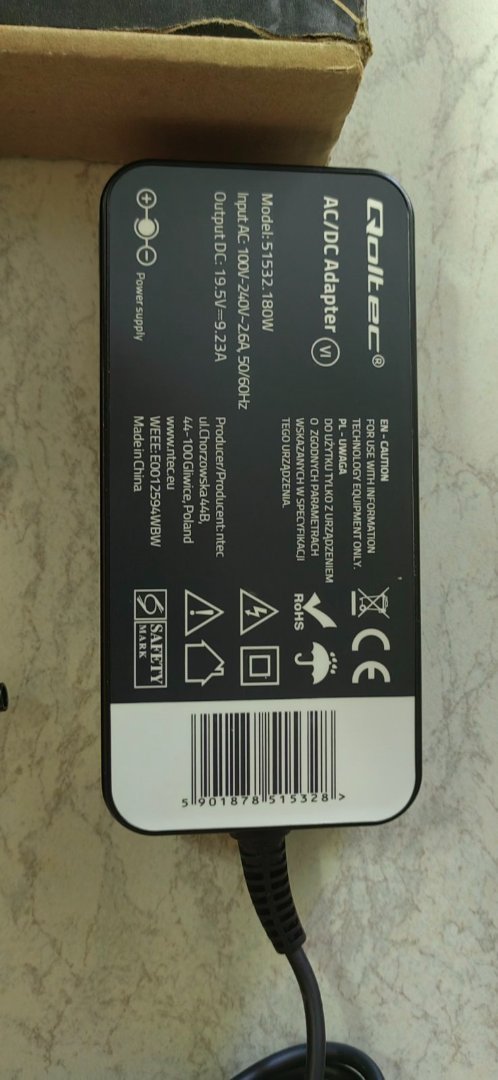 Qoltec®
AC/DC Adapter VI
Model: 51532.180W
Input AC: 100V~240V~2.6A, 50/60Hz
Output DC: 19.5V⎓9.23A
Power supply
EN - CAUTION
FOR USE WITH INFORMATION
TECHNOLOGY EQUIPMENT ONLY.
PL - UWAGA
DO UŻYTKU TYLKO Z URZĄDZENIEM
O ZGODNYCH PARAMETRACH
WSKAZANYCH W SPECYFIKACJI
TEGO URZĄDZENIA.
Producer/Producent: ntec
ul.Chorzowska 44B,
44-100 Gliwice, Poland
www.ntec.eu
WEEE: E0012594WBW
Made in China
CE
RoHS
SAFETY
MARK
5 901878 515328 >